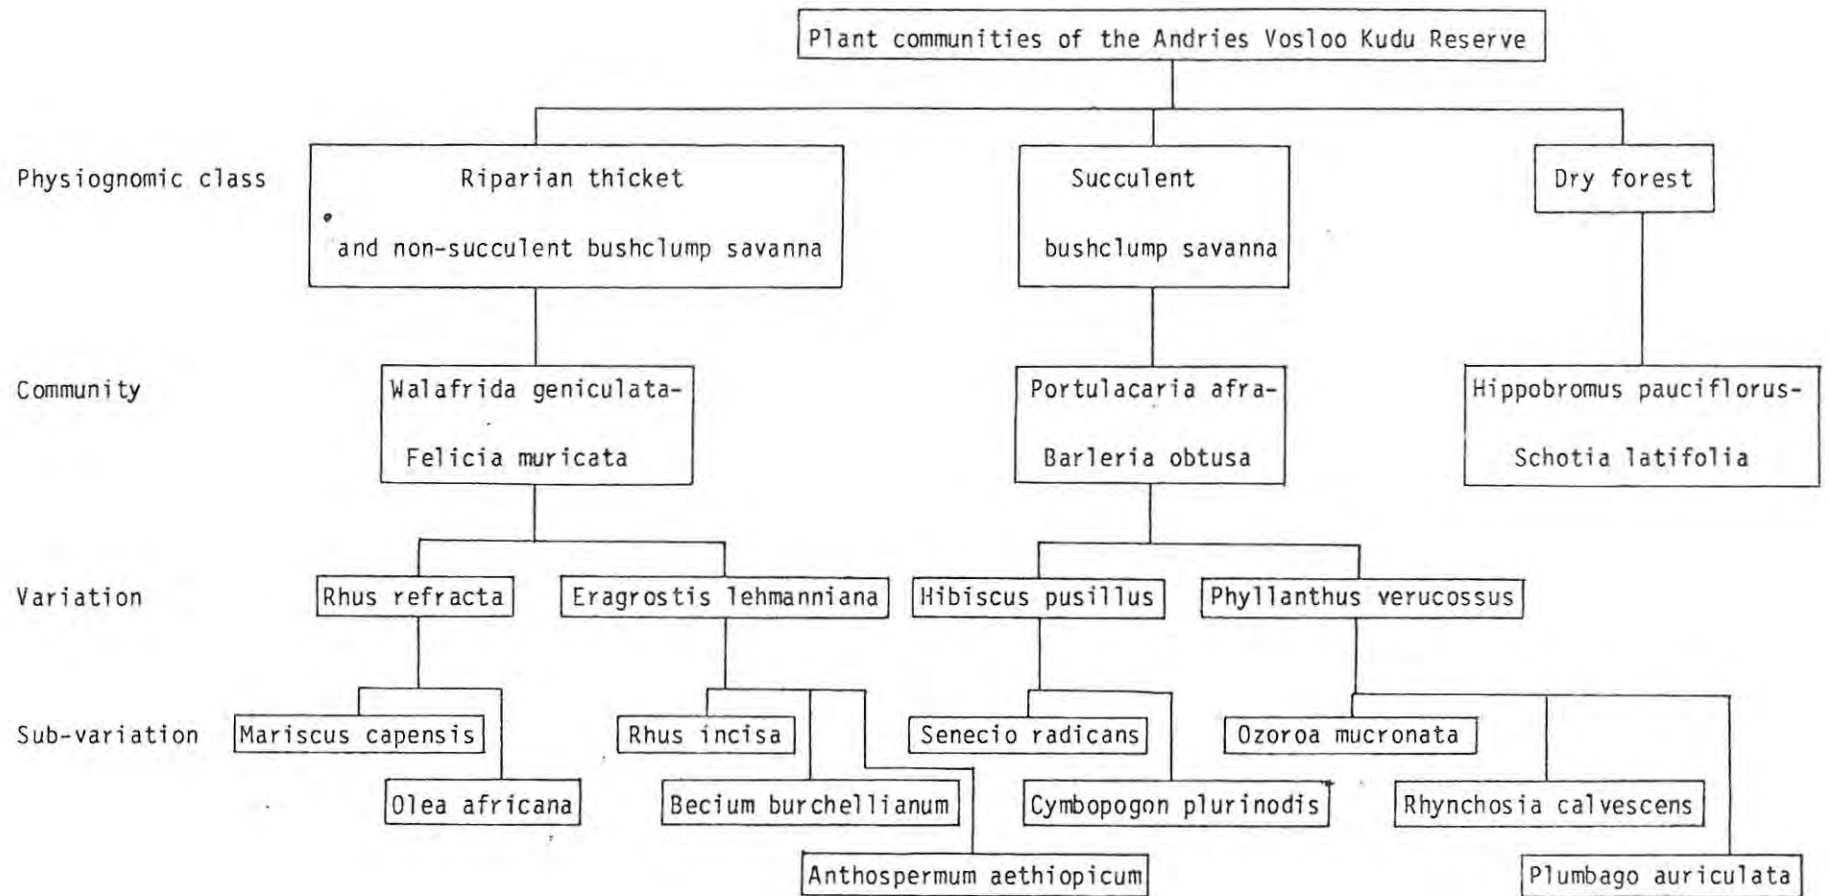 Plant communities of the Andries Vosloo Kudu Reserve
Physiognomic class
Riparian thicket
and non-succulent bushclump savanna
Succulent
bushclump savanna
Dry forest
Community
Walafrida geniculata-
Felicia muricata
Portulacaria afra-
Barleria obtusa
Hippobromus pauciflorus-
Schotia latifolia
Variation
Rhus refracta
Eragrostis lehmanniana
Hibiscus pusillus
Phyllanthus verucossus
Sub-variation
Mariscus capensis
Rhus incisa
Senecio radicans
Ozoroa mucronata
Olea africana
Becium burchellianum
Cymbopogon plurinodis
Rhynchosia calvescens
Anthospermum aethiopicum
Plumbago auriculata